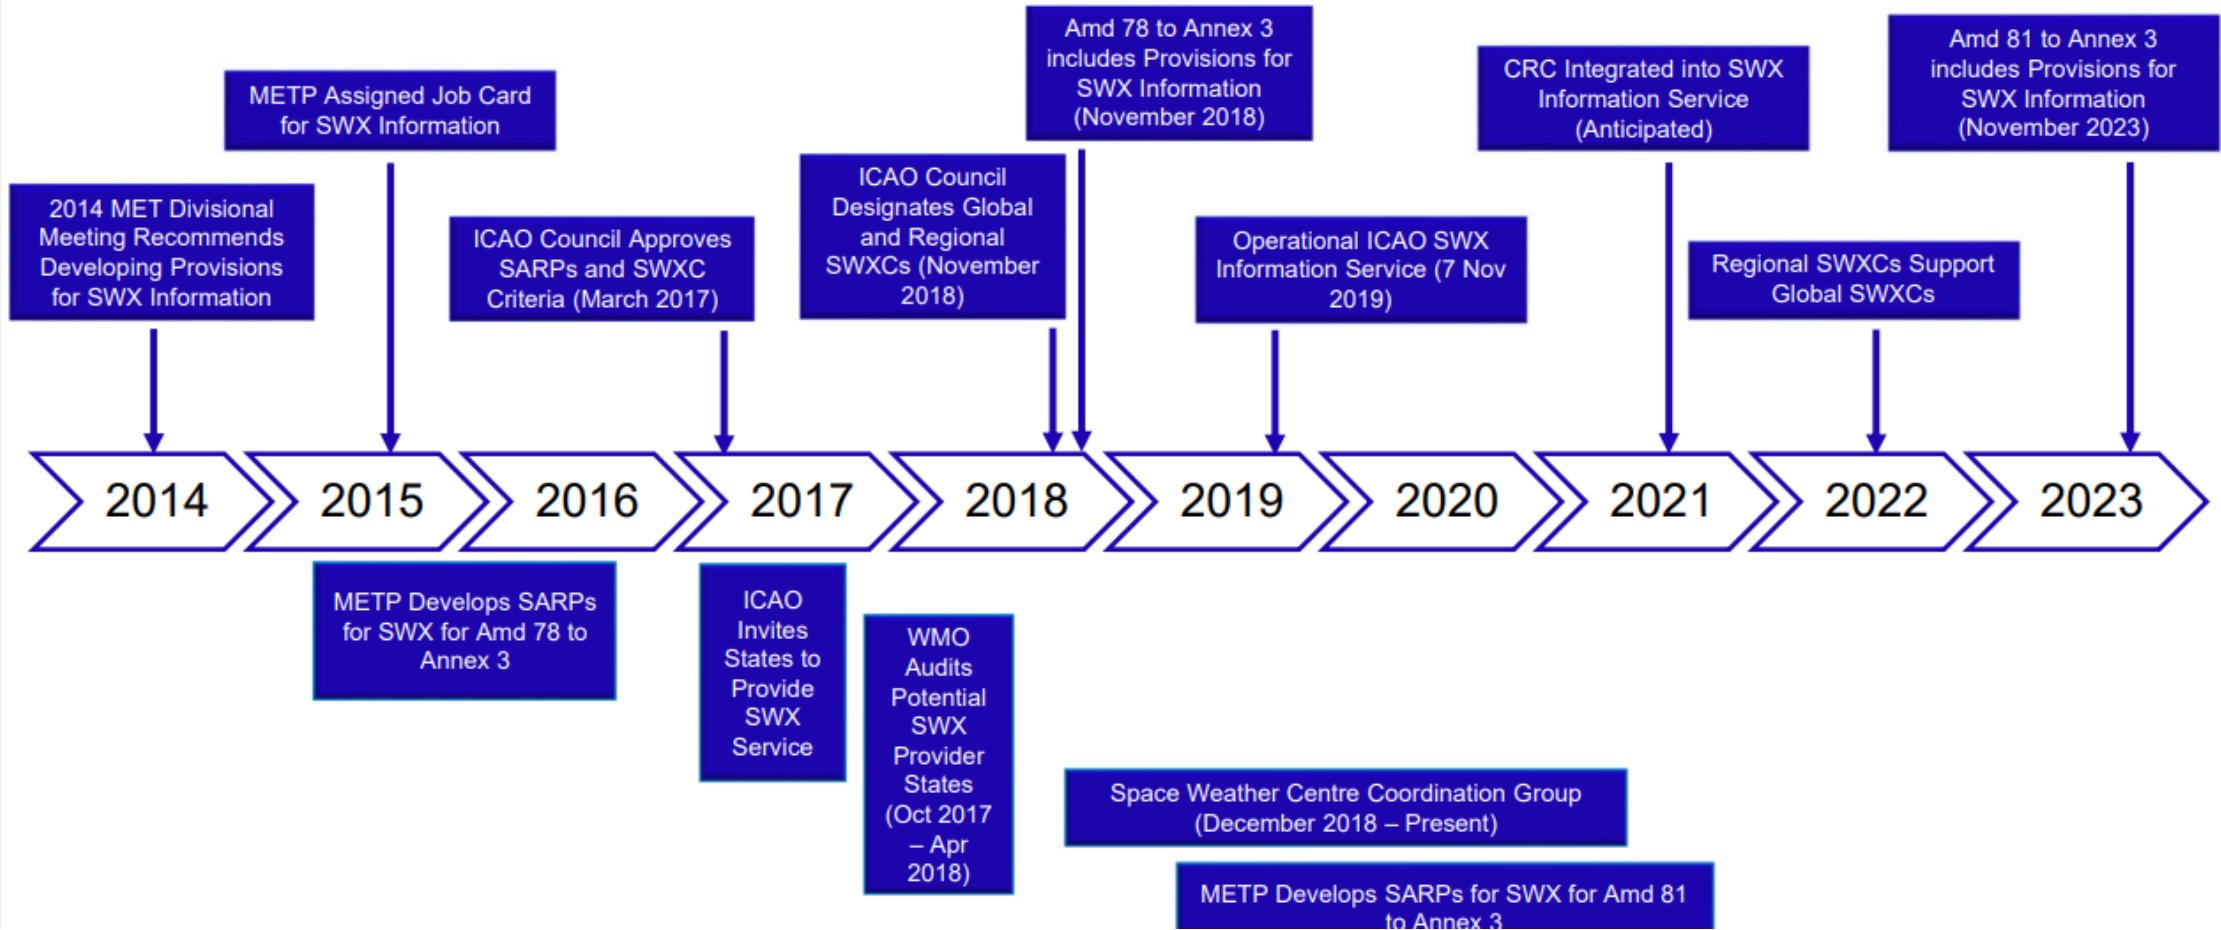 Amd 78 to Annex 3
includes Provisions for
SWX Information
(November 2018)
Amd 81 to Annex 3
includes Provisions for
SWX Information
(November 2023)
CRC Integrated into SWX
Information Service
(Anticipated)
METP Assigned Job Card
for SWX Information
ICAO Council
Designates Global
and Regional
SWXCs (November
2018)
2014 MET Divisional
Meeting Recommends
Developing Provisions
for SWX Information
ICAO Council Approves
SARPs and SWXC
Criteria (March 2017)
Operational ICAO SWX
Information Service (7 Nov
2019)
Regional SWXCs Support
Global SWXCs
2014
2015
2016
2017
2018
2019
2020
2021
2022
2023
METP Develops SARPs
for SWX for Amd 78 to
Annex 3
ICAO
Invites
States to
Provide
SWX
Service
WMO
Audits
Potential
SWX
Provider
States
(Oct 2017
– Apr
2018)
Space Weather Centre Coordination Group
(December 2018 – Present)
METP Develops SARPs for SWX for Amd 81
to Annex 3